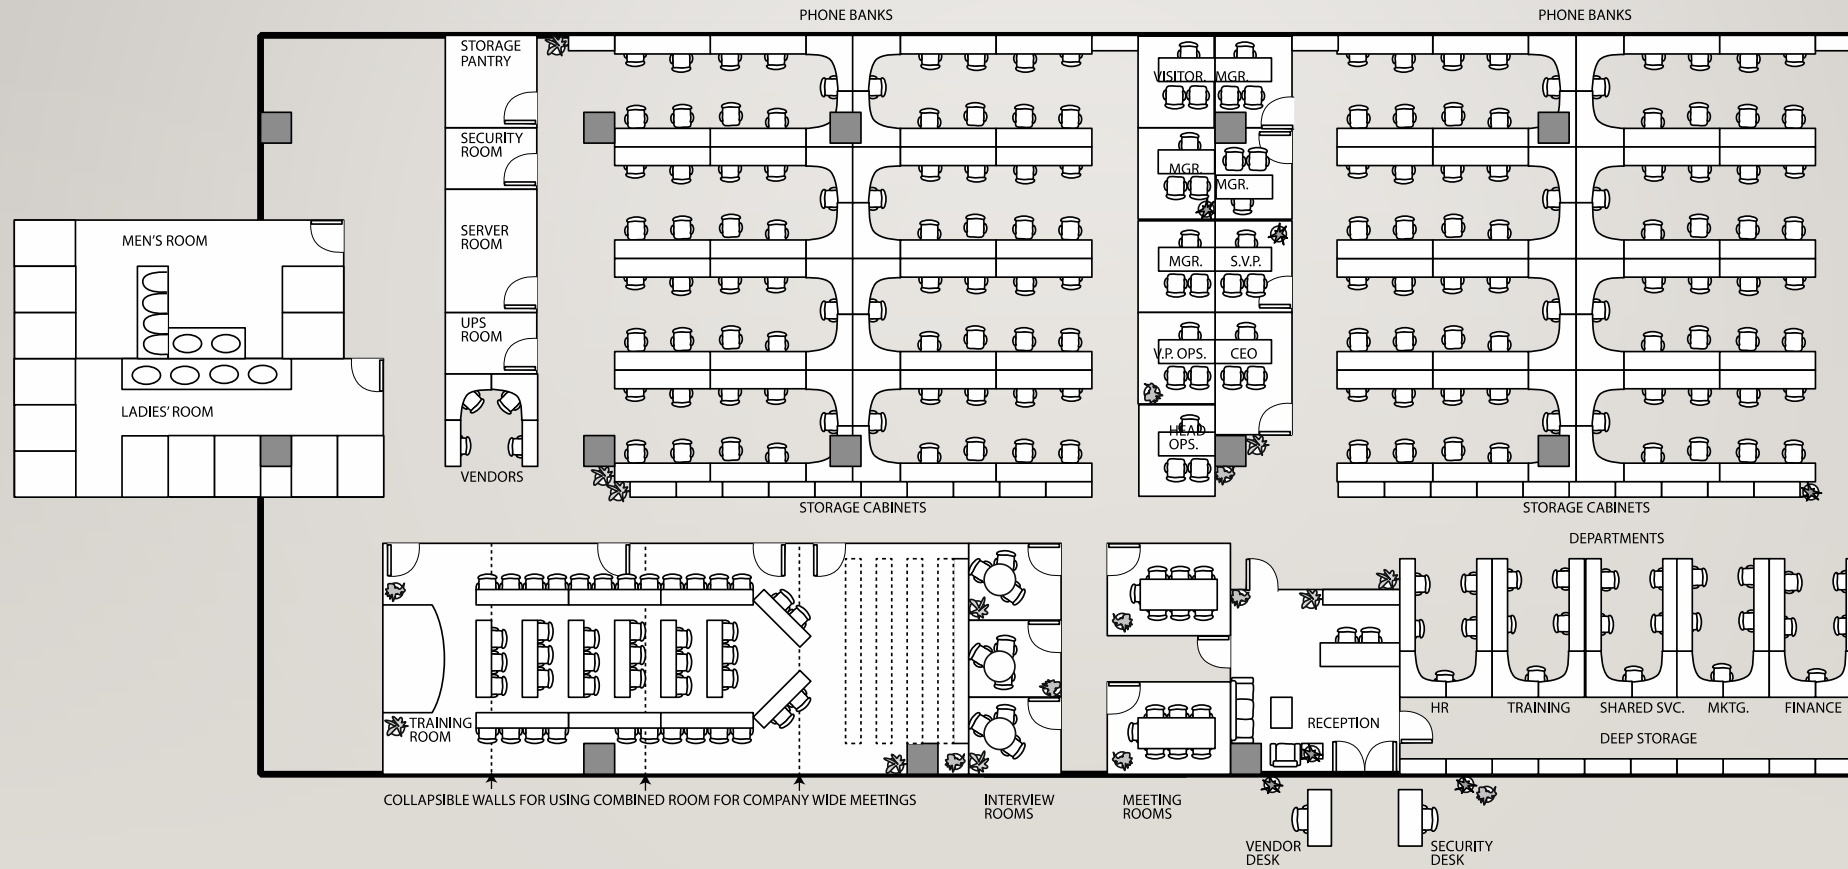 PHONE BANKS
PHONE BANKS
STORAGE
PANTRY
VISITOR.
MGR.
SECURITY
ROOM
MGR.
MGR.
MEN'S ROOM
SERVER
ROOM
MGR.
S.V.P.
UPS
ROOM
V.P. OPS.
CEO
LADIES' ROOM
HEAD
OPS.
VENDORS
STORAGE CABINETS
STORAGE CABINETS
DEPARTMENTS
HR
TRAINING
SHARED SVC.
MKTG.
FINANCE
TRAINING
ROOM
RECEPTION
DEEP STORAGE
COLLAPSIBLE WALLS FOR USING COMBINED ROOM FOR COMPANY WIDE MEETINGS
INTERVIEW
ROOMS
MEETING
ROOMS
VENDOR
DESK
SECURITY
DESK